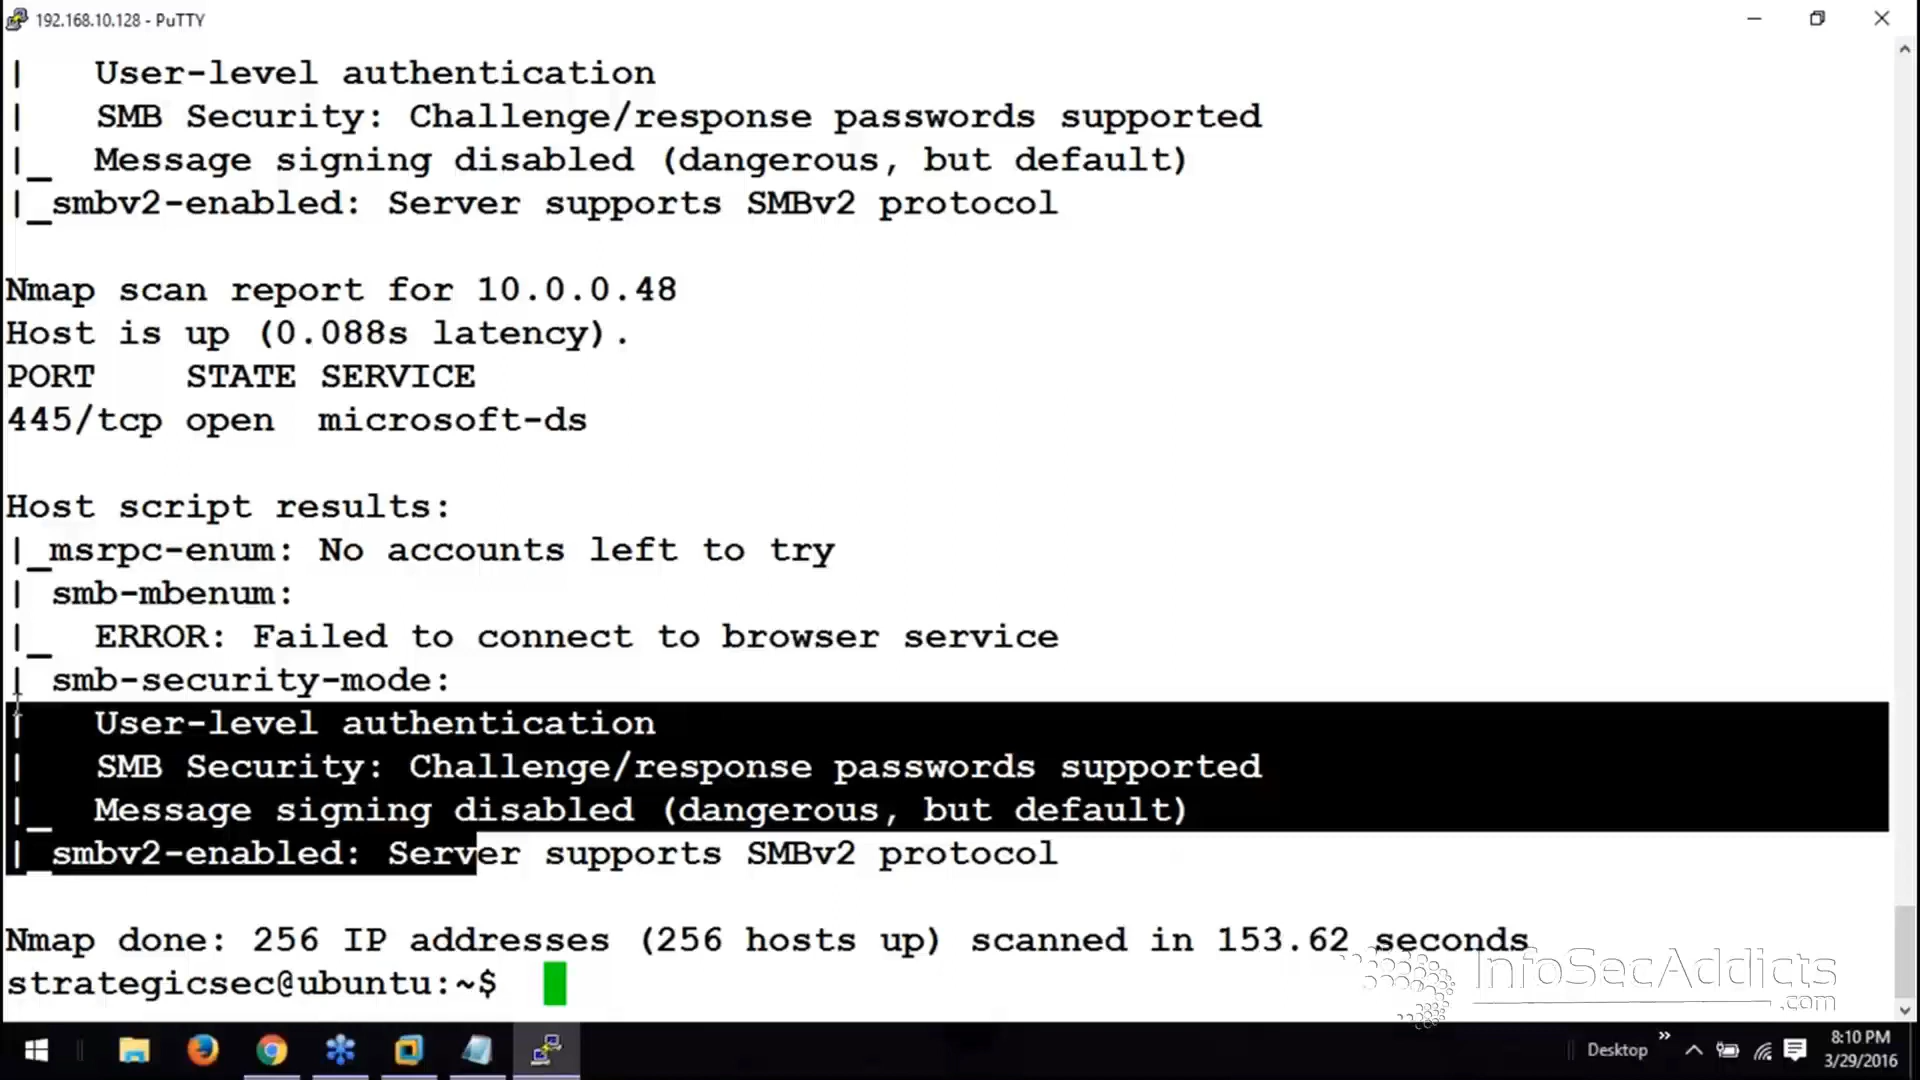 192.168.10.128 - PuTTY
|    User-level authentication
|    SMB Security: Challenge/response passwords supported
|_   Message signing disabled (dangerous, but default)
|_smbv2-enabled: Server supports SMBv2 protocol
Nmap scan report for 10.0.0.48
Host is up (0.088s latency).
PORT    STATE SERVICE
445/tcp open  microsoft-ds
Host script results:
|_msrpc-enum: No accounts left to try
| smb-mbenum:
|_   ERROR: Failed to connect to browser service
| smb-security-mode:
|    User-level authentication
|    SMB Security: Challenge/response passwords supported
|_   Message signing disabled (dangerous, but default)
|_smbv2-enabled: Server supports SMBv2 protocol
Nmap done: 256 IP addresses (256 hosts up) scanned in 153.62 seconds
strategicsec@ubuntu:~$
InfoSecAddicts
.com
Desktop
8:10 PM
3/29/2016